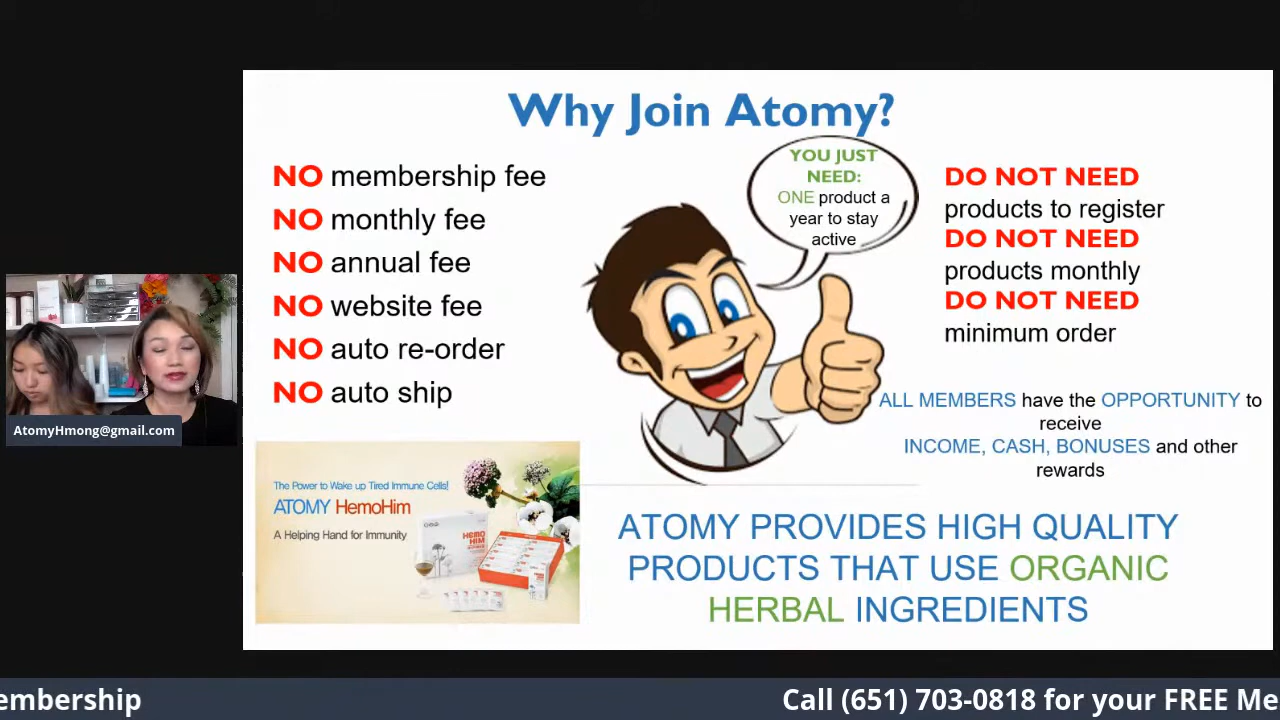 Why Join Atomy?
NO membership fee
NO monthly fee
NO annual fee
NO website fee
NO auto re-order
NO auto ship
YOU JUST
NEED:
ONE product a
year to stay
active
DO NOT NEED
products to register
DO NOT NEED
products monthly
DO NOT NEED
minimum order
ALL MEMBERS have the OPPORTUNITY to
receive
INCOME, CASH, BONUSES and other
rewards
AtomyHmong@gmail.com
The Power to Wake up Tired Immune Cells!
ATOMY HemoHim
A Helping Hand for Immunity
HEMO
HIM
ATOMY PROVIDES HIGH QUALITY
PRODUCTS THAT USE ORGANIC
HERBAL INGREDIENTS
embership
Call (651) 703-0818 for your FREE Me